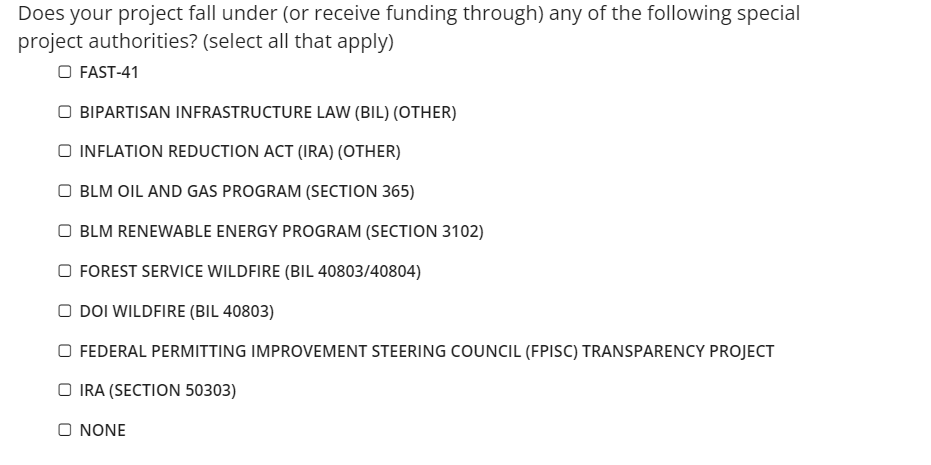 Does your project fall under (or receive funding through) any of the following special
project authorities? (select all that apply)
FAST-41
BIPARTISAN INFRASTRUCTURE LAW (BIL) (OTHER)
INFLATION REDUCTION ACT (IRA) (OTHER)
BLM OIL AND GAS PROGRAM (SECTION 365)
BLM RENEWABLE ENERGY PROGRAM (SECTION 3102)
FOREST SERVICE WILDFIRE (BIL 40803/40804)
DOI WILDFIRE (BIL 40803)
FEDERAL PERMITTING IMPROVEMENT STEERING COUNCIL (FPISC) TRANSPARENCY PROJECT
IRA (SECTION 50303)
NONE